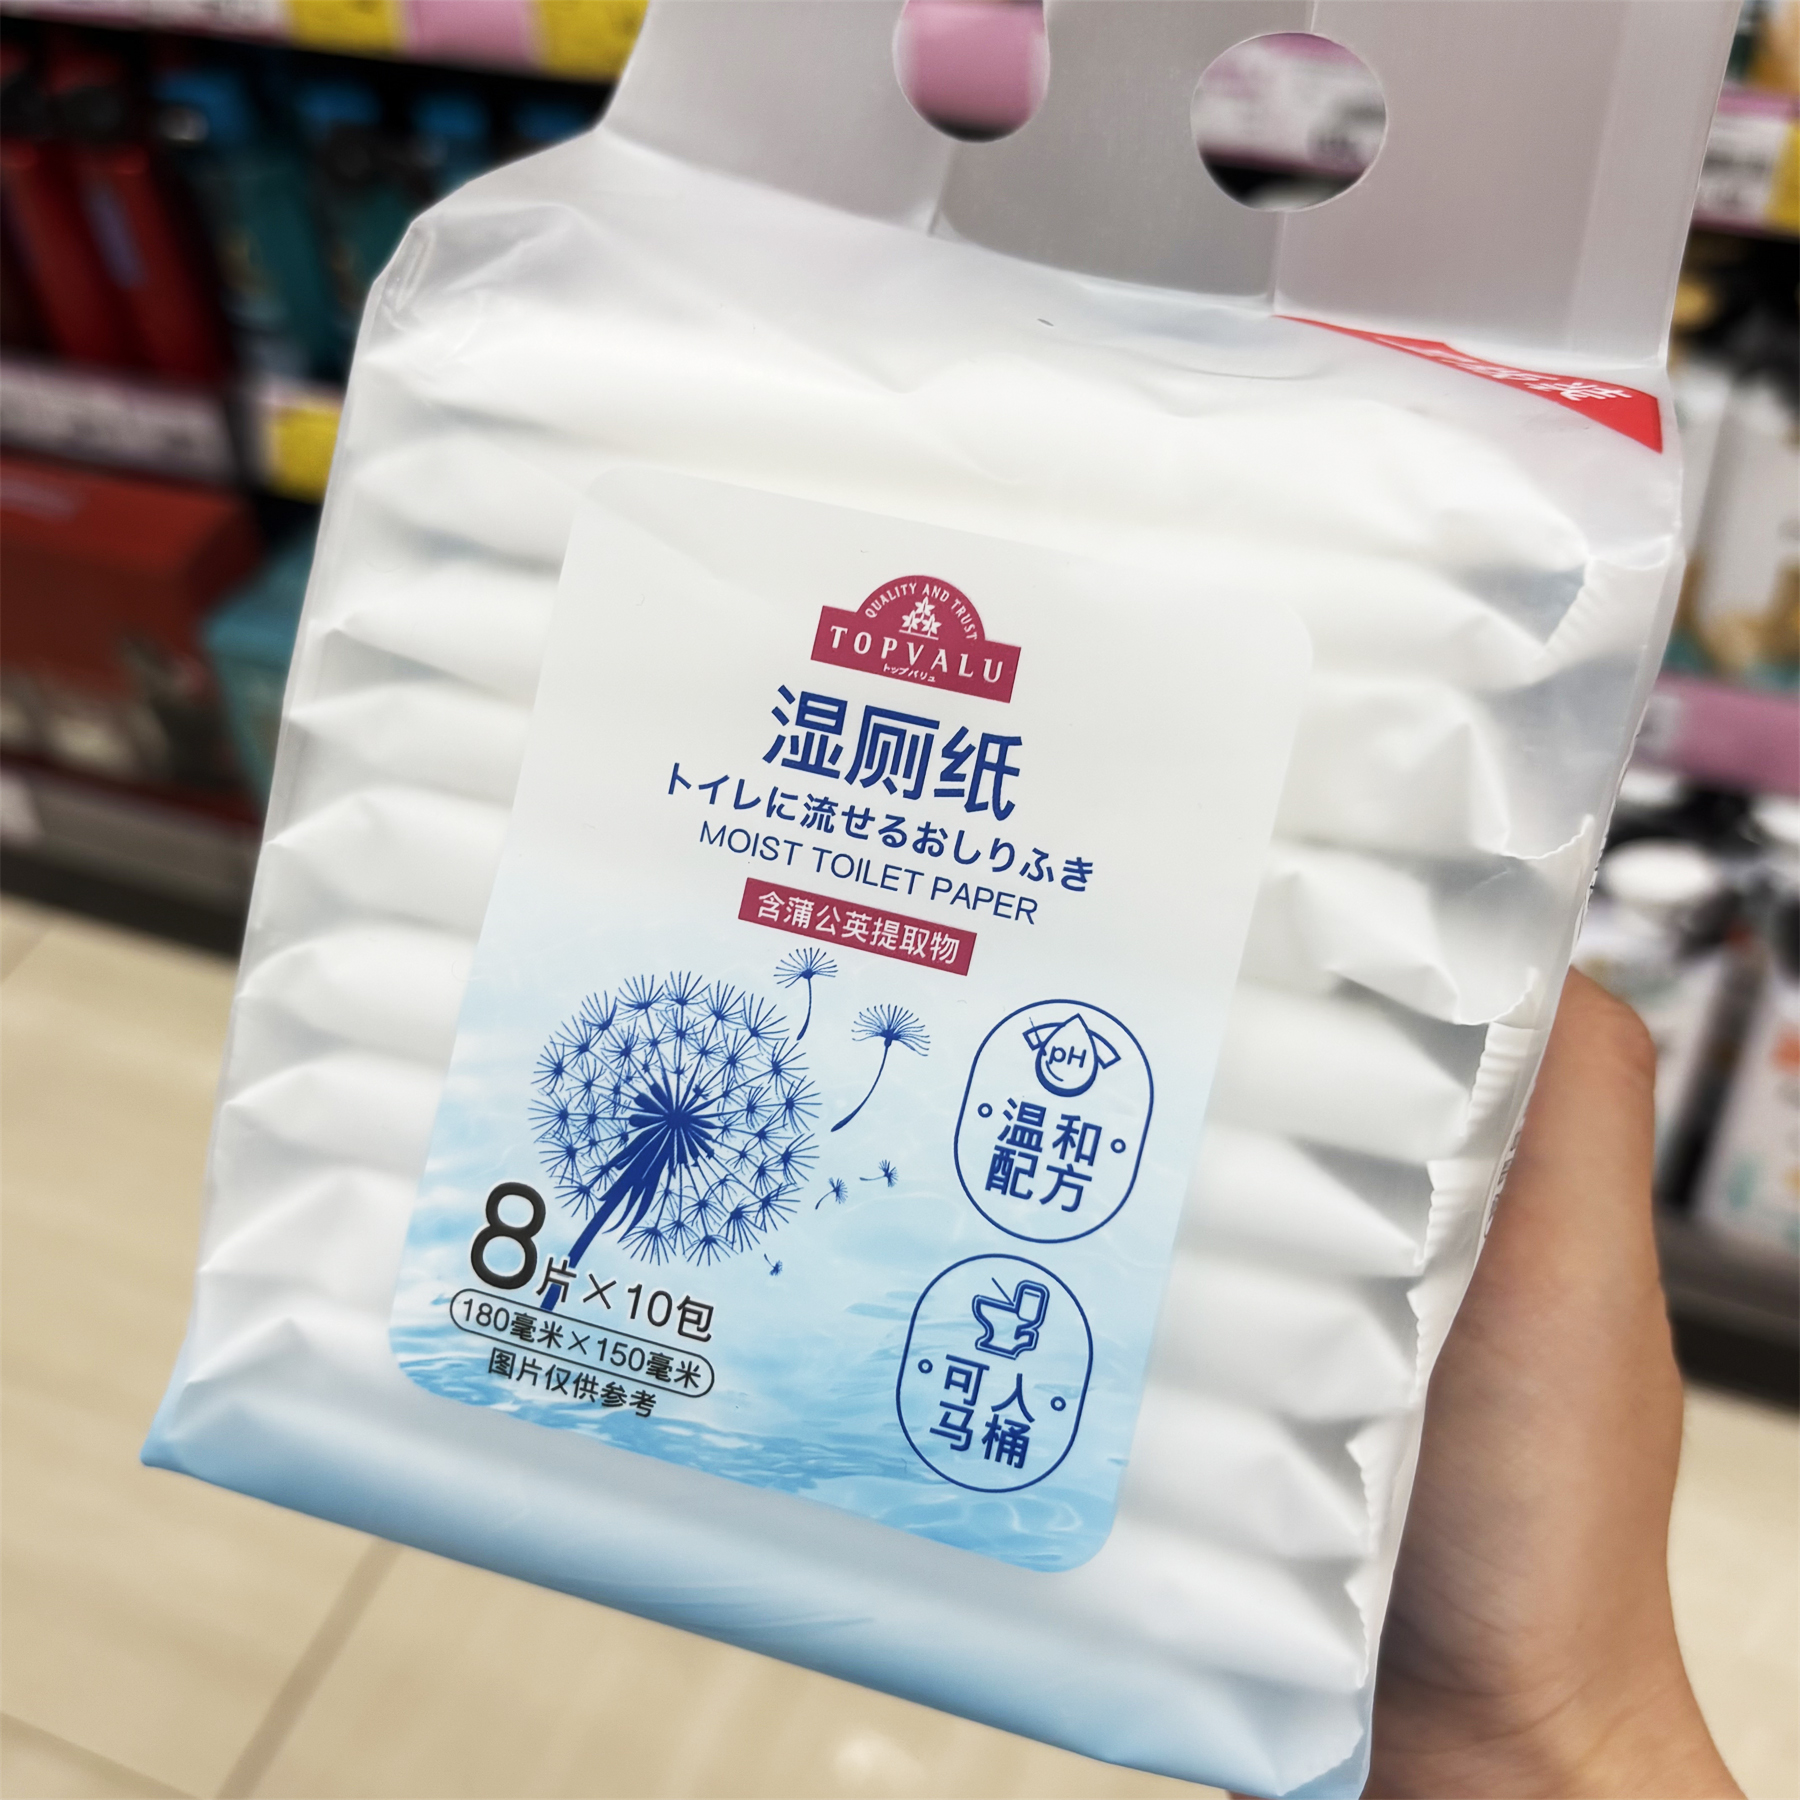 QUALITY AND TRUST
TOPVALU
トップバリュ
湿厕纸
トイレに流せるおしりふき
MOIST TOILET PAPER
含蒲公英提取物
pH
温和
配方
8片×10包
180毫米×150毫米
图片仅供参考
可入
马桶